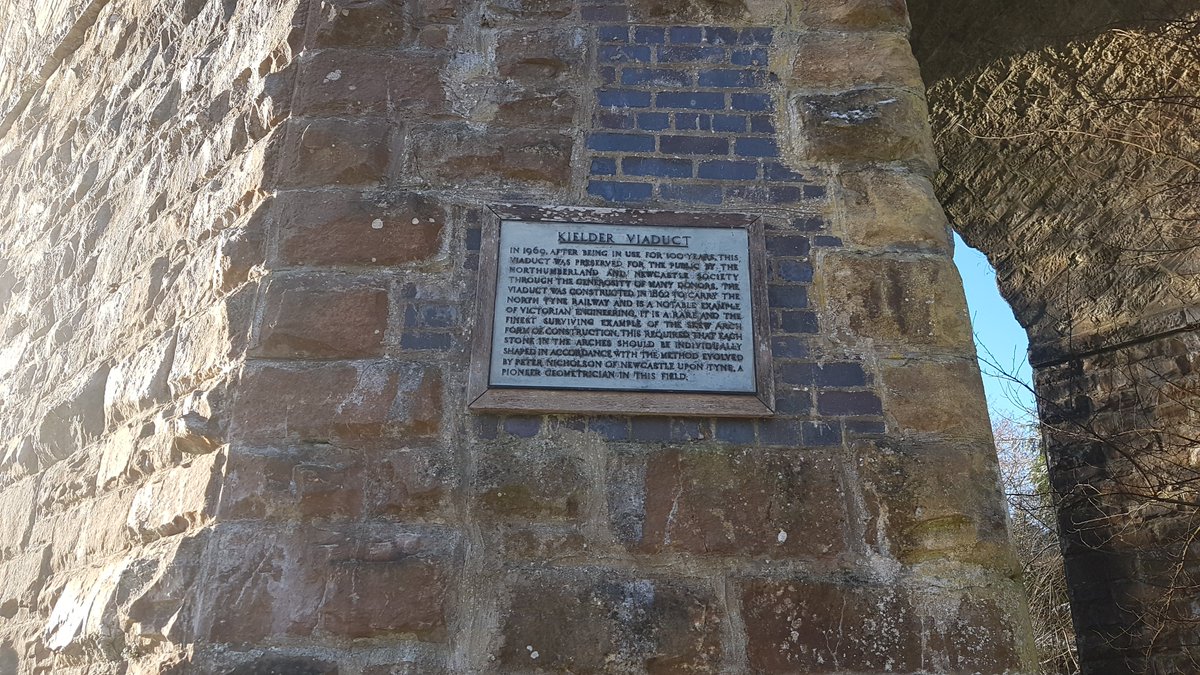 KIELDER VIADUCT
IN 1969, AFTER BEING IN USE FOR 100 YEARS, THIS
VIADUCT WAS PRESERVED FOR THE PUBLIC BY THE
NORTHUMBERLAND AND NEWCASTLE SOCIETY
THROUGH THE GENEROSITY OF MANY DONORS. THE
VIADUCT WAS CONSTRUCTED IN 1862 TO CARRY THE
NORTH TYNE RAILWAY AND IS A NOTABLE EXAMPLE
OF VICTORIAN ENGINEERING. IT IS A RARE AND THE
FINEST SURVIVING EXAMPLE OF THE SKEW ARCH
FORM OF CONSTRUCTION. THIS REQUIRED THAT EACH
STONE IN THE ARCHES SHOULD BE INDIVIDUALLY
SHAPED IN ACCORDANCE WITH THE METHOD EVOLVED
BY PETER NICHOLSON OF NEWCASTLE UPON TYNE, A
PIONEER GEOMETRICIAN IN THIS FIELD.